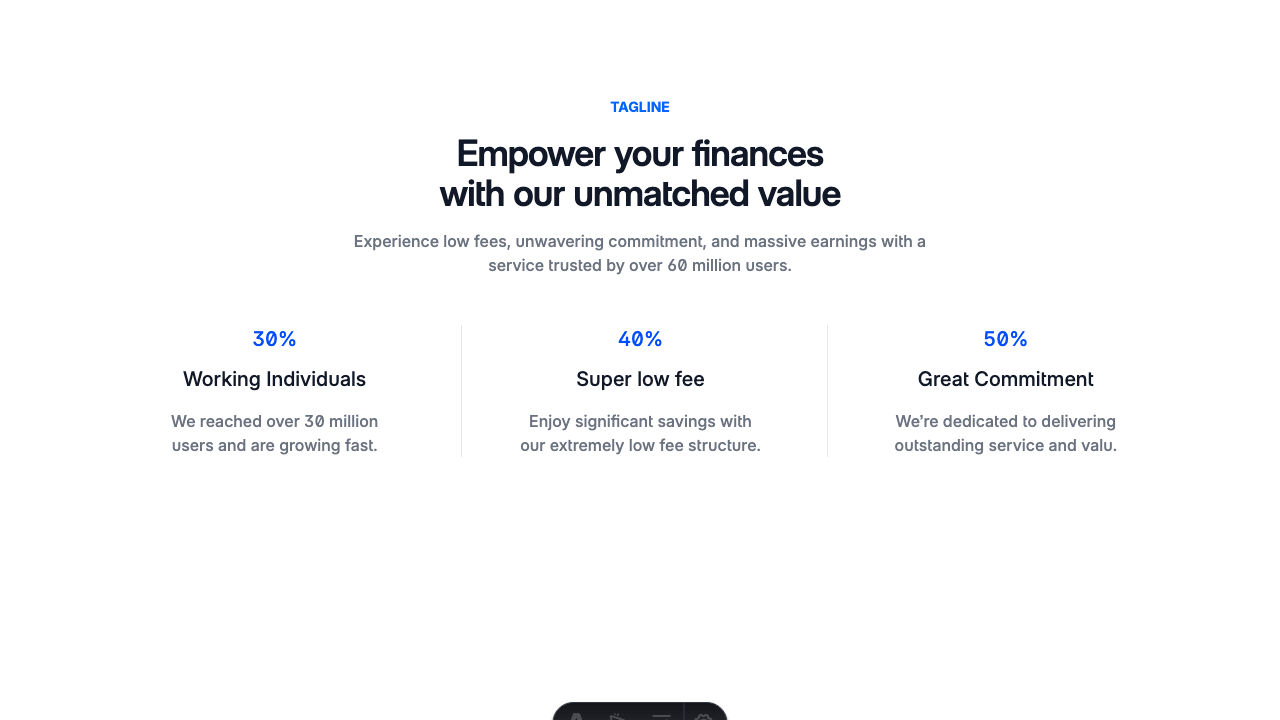 TAGLINE
Empower your finances
with our unmatched value
Experience low fees, unwavering commitment, and massive earnings with a
service trusted by over 60 million users.
30%
Working Individuals
We reached over 30 million
users and are growing fast.
40%
Super low fee
Enjoy significant savings with
our extremely low fee structure.
50%
Great Commitment
We’re dedicated to delivering
outstanding service and valu.